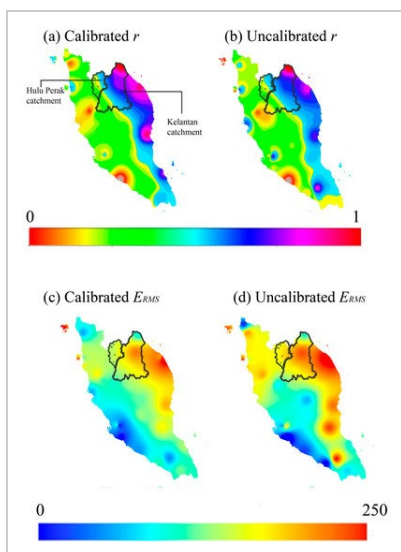 (a) Calibrated r
(b) Uncalibrated r
Hulu Perak
catchment
Kelantan
catchment
0
1
(c) Calibrated ERMS
(d) Uncalibrated ERMS
0
250